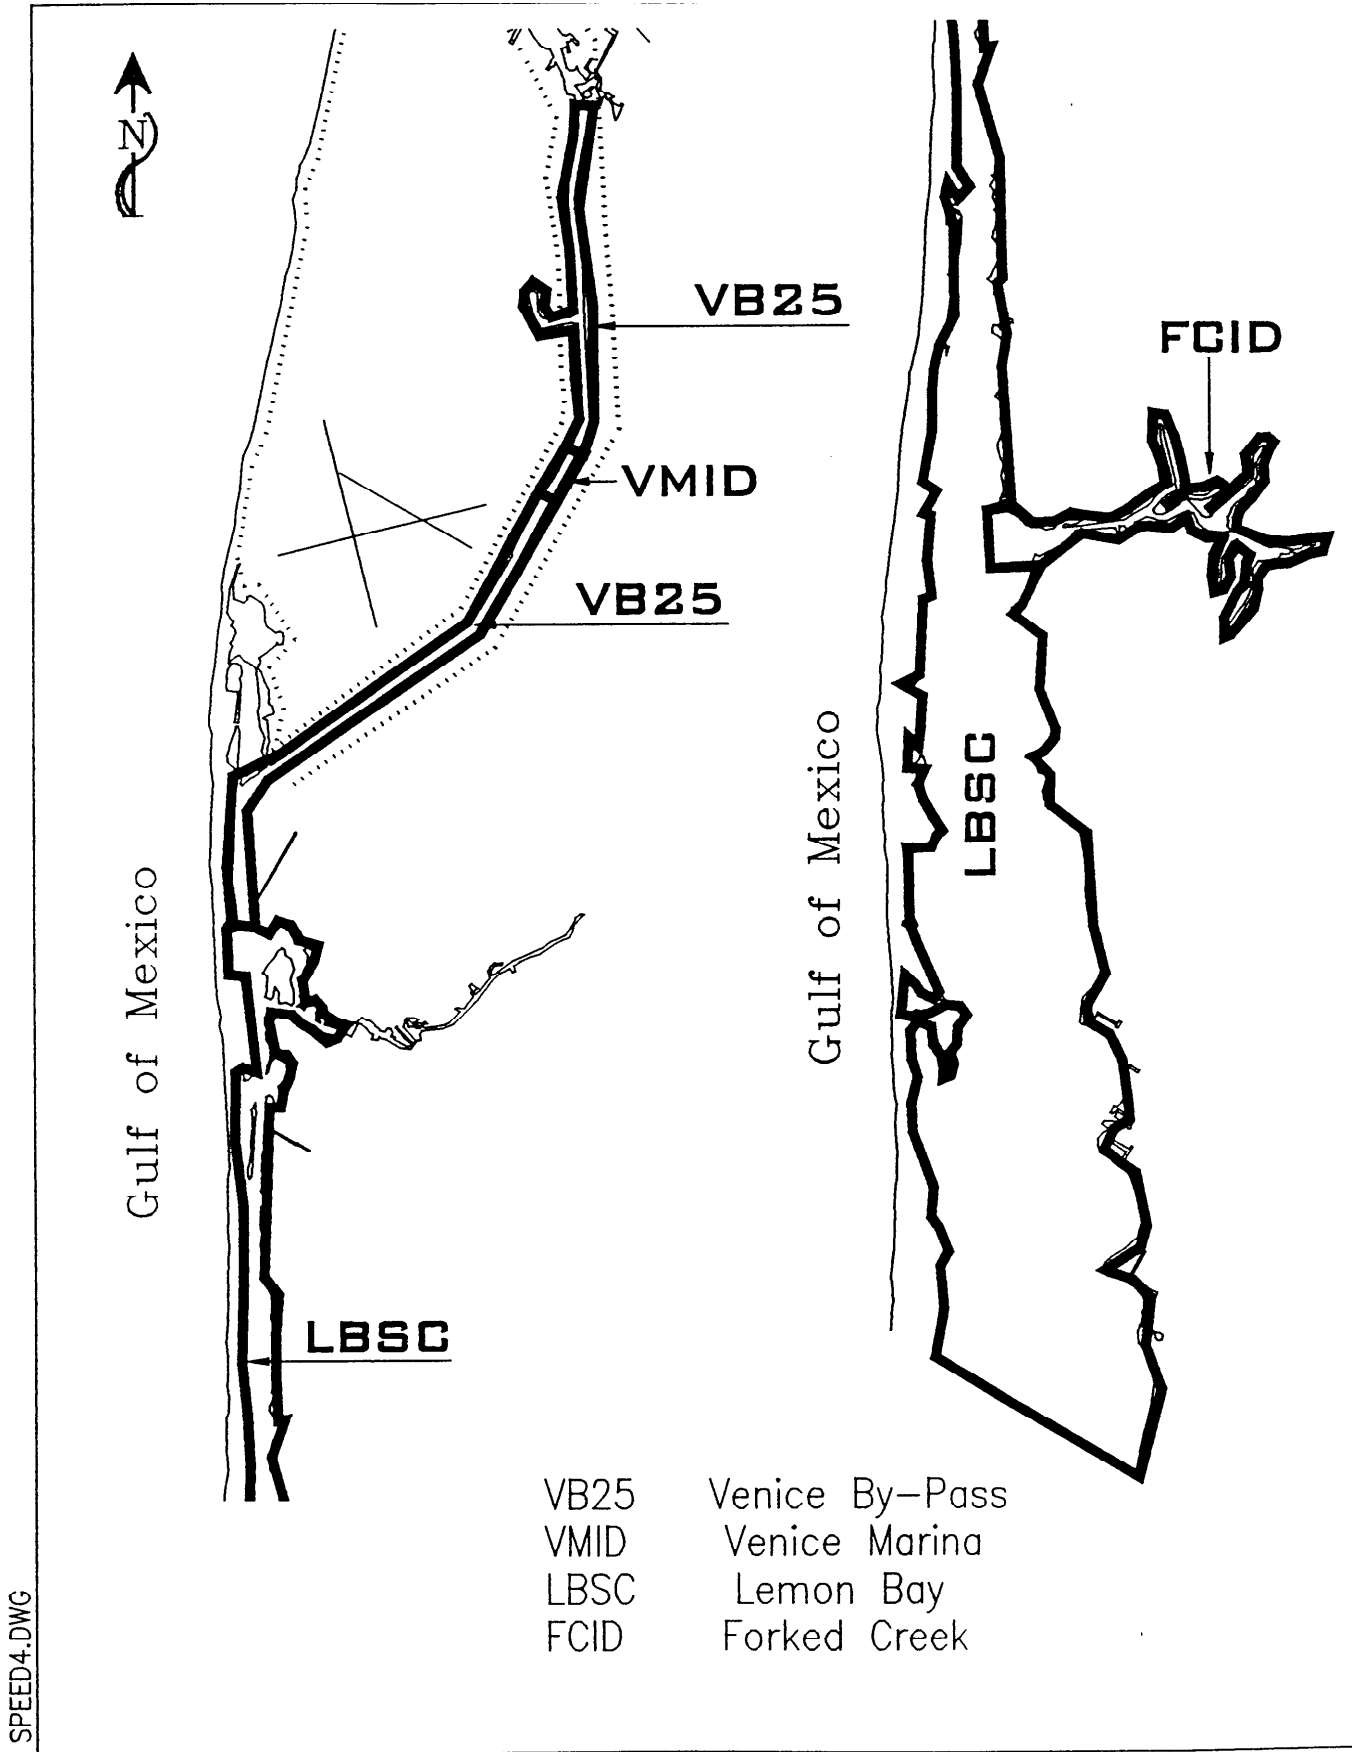 N
VB25
FCID
VMID
VB25
Gulf of Mexico
LBSC
Gulf of Mexico
LBSC
VB25 Venice By-Pass
VMID Venice Marina
LBSC Lemon Bay
FCID Forked Creek
SPEED4.DWG